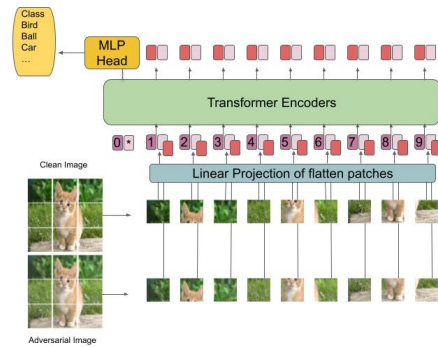 Class
Bird
Ball
Car
...
MLP
Head
Transformer Encoders
0 * 1 2 3 4 5 6 7 8 9
Clean Image
Linear Projection of flatten patches
Adversarial Image